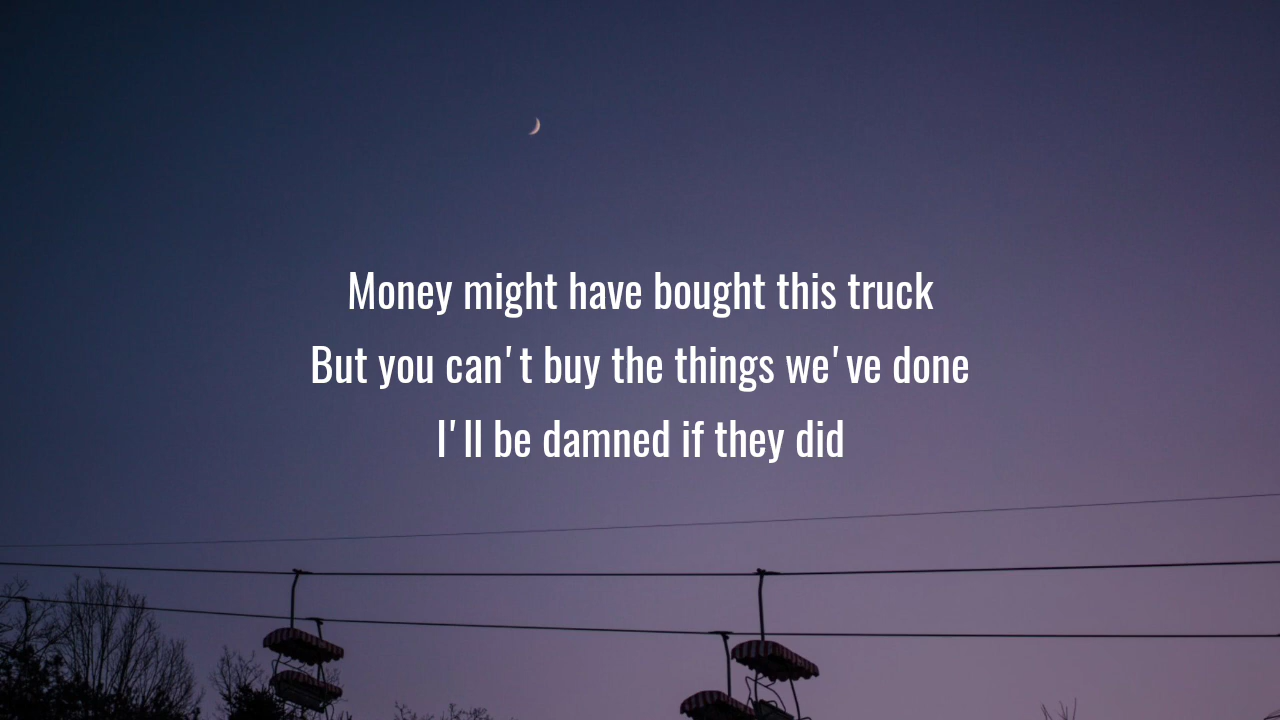 Money might have bought this truck
But you can't buy the things we've done
I'll be damned if they did